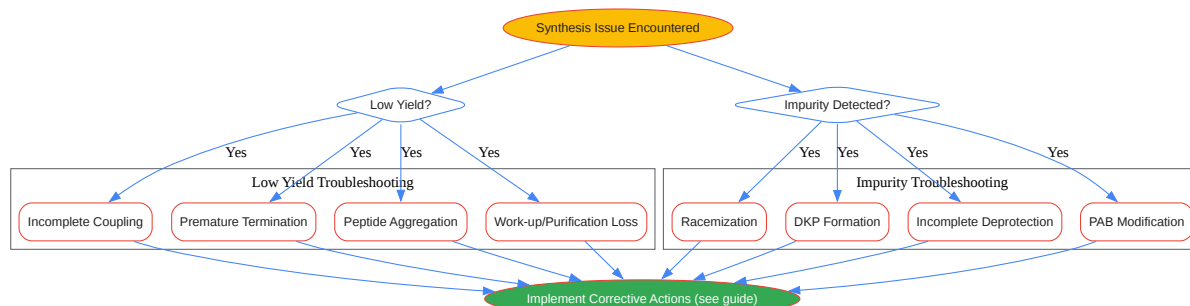 Synthesis Issue Encountered
Low Yield?
Impurity Detected?
Yes
Yes
Yes
Yes
Yes
Yes
Yes
Yes
Low Yield Troubleshooting
Impurity Troubleshooting
Incomplete Coupling
Premature Termination
Peptide Aggregation
Work-up/Purification Loss
Racemization
DKP Formation
Incomplete Deprotection
PAB Modification
Implement Corrective Actions (see guide)